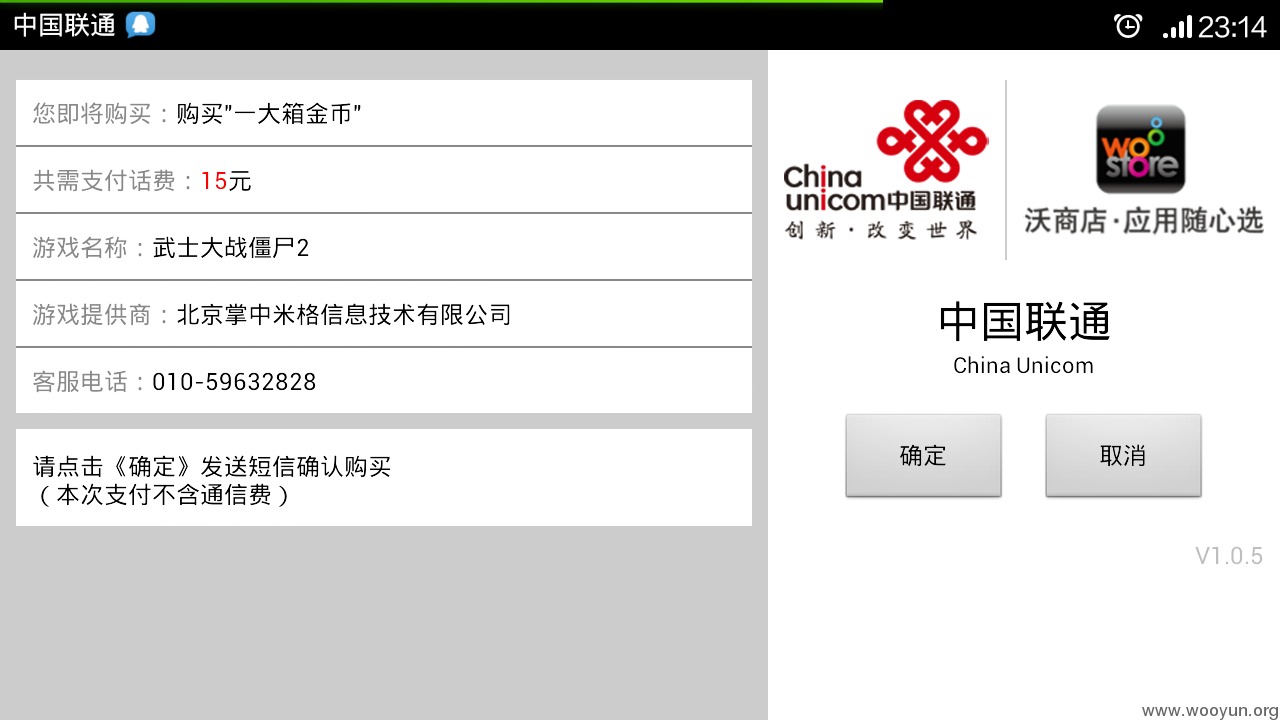 中国联通
23:14
您即将购买：购买"一大箱金币"
共需支付话费：15元
游戏名称：武士大战僵尸2
游戏提供商：北京掌中米格信息技术有限公司
客服电话：010-59632828
请点击《确定》发送短信确认购买
（本次支付不含通信费）
China
unicom中国联通
创新·改变世界
wo
store
沃商店·应用随心选
中国联通
China Unicom
确定
取消
V1.0.5
www.wooyun.org